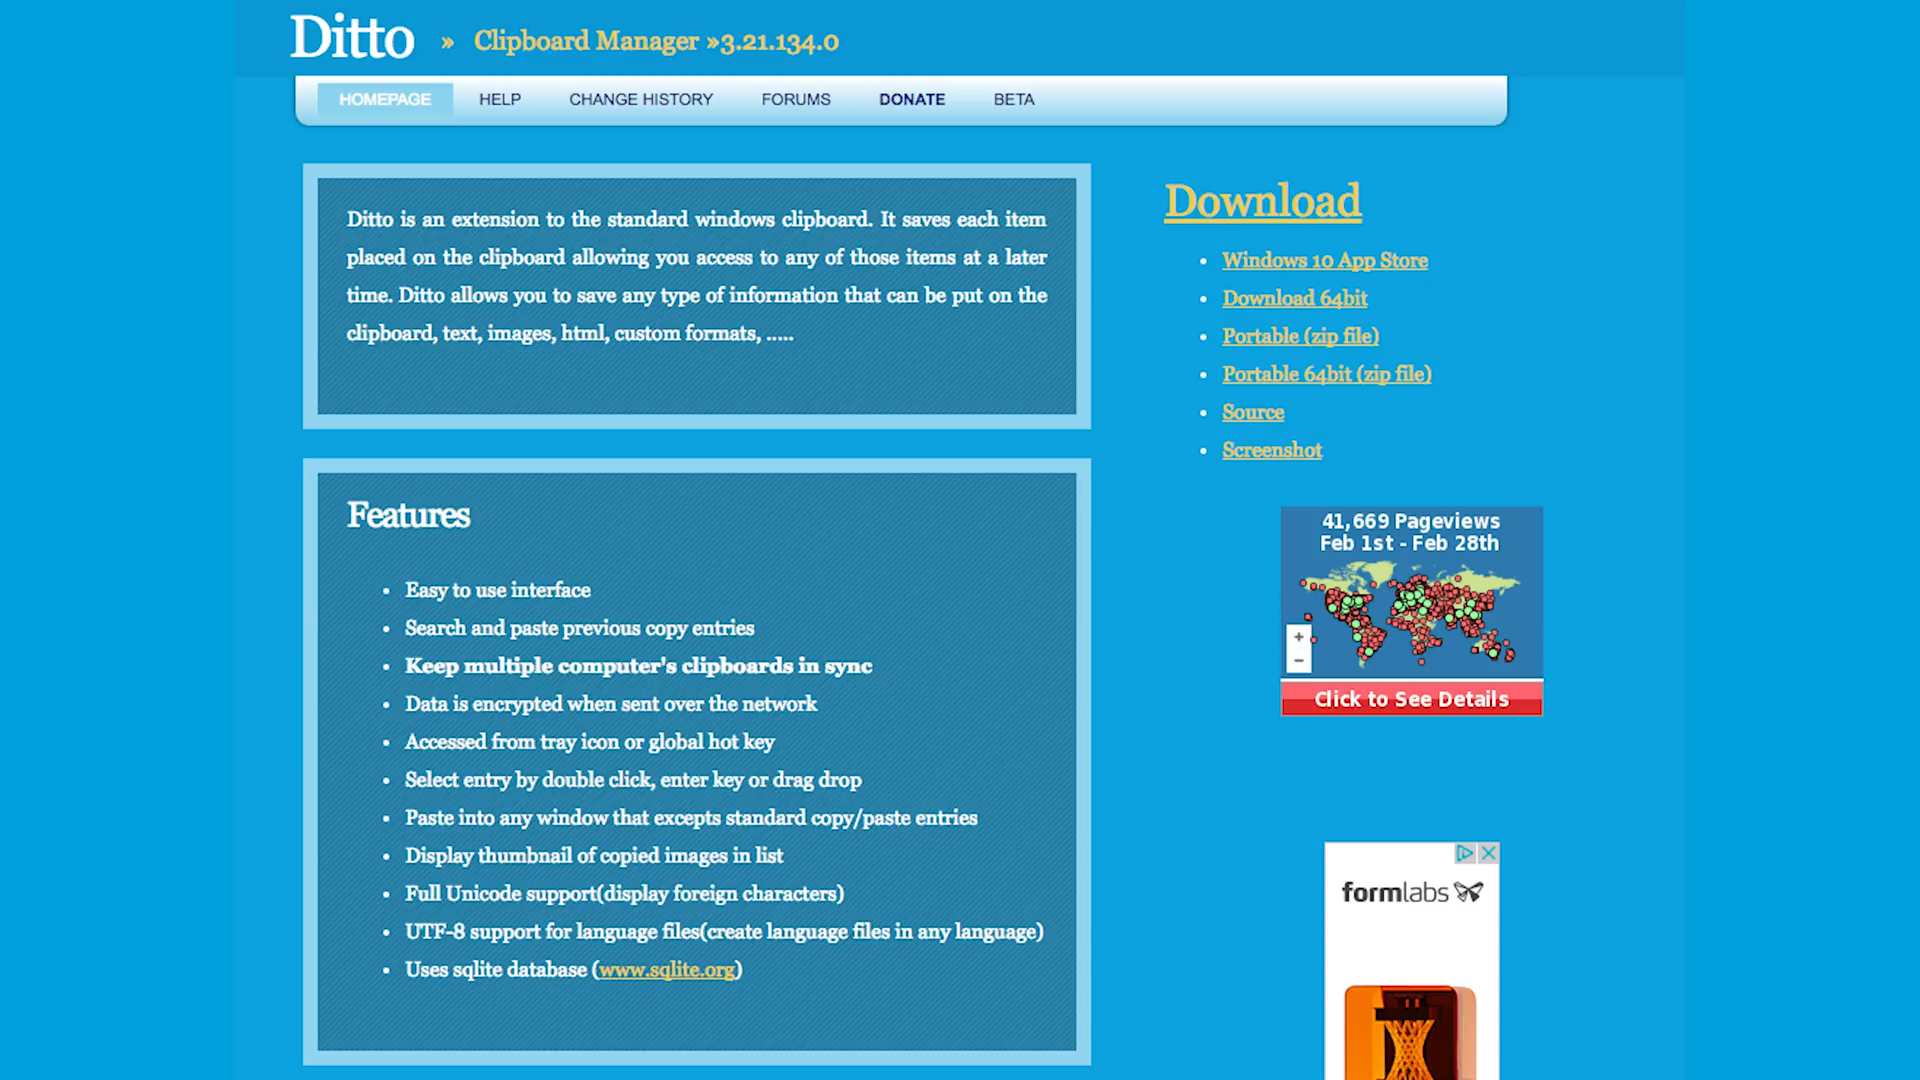 Ditto » Clipboard Manager »3.21.134.0
HOMEPAGE HELP CHANGE HISTORY FORUMS DONATE BETA
Ditto is an extension to the standard windows clipboard. It saves each item
placed on the clipboard allowing you access to any of those items at a later
time. Ditto allows you to save any type of information that can be put on the
clipboard, text, images, html, custom formats, .....
Features
Easy to use interface
Search and paste previous copy entries
Keep multiple computer's clipboards in sync
Data is encrypted when sent over the network
Accessed from tray icon or global hot key
Select entry by double click, enter key or drag drop
Paste into any window that excepts standard copy/paste entries
Display thumbnail of copied images in list
Full Unicode support(display foreign characters)
UTF-8 support for language files(create language files in any language)
Uses sqlite database (www.sqlite.org)
Download
Windows 10 App Store
Download 64bit
Portable (zip file)
Portable 64bit (zip file)
Source
Screenshot
41,669 Pageviews
Feb 1st - Feb 28th
+
−
Click to See Details
formlabs